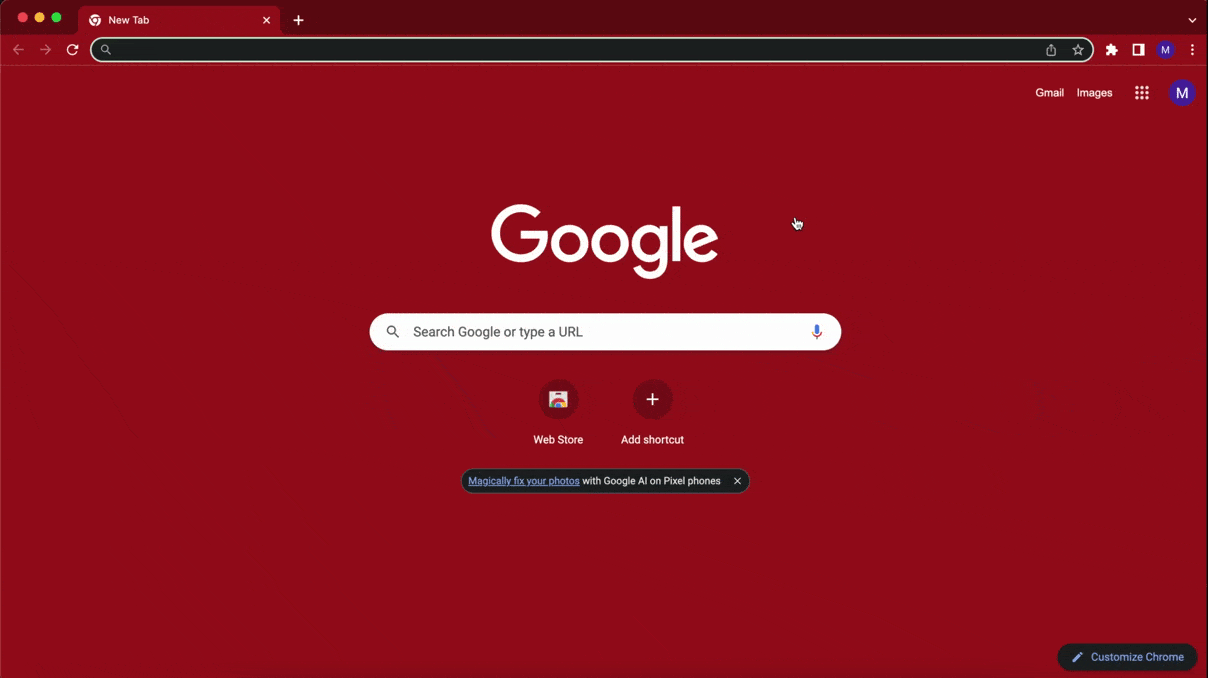 New Tab
M
Gmail Images
M
Google
Search Google or type a URL
Web Store Add shortcut
Magically fix your photos with Google AI on Pixel phones
Customize Chrome